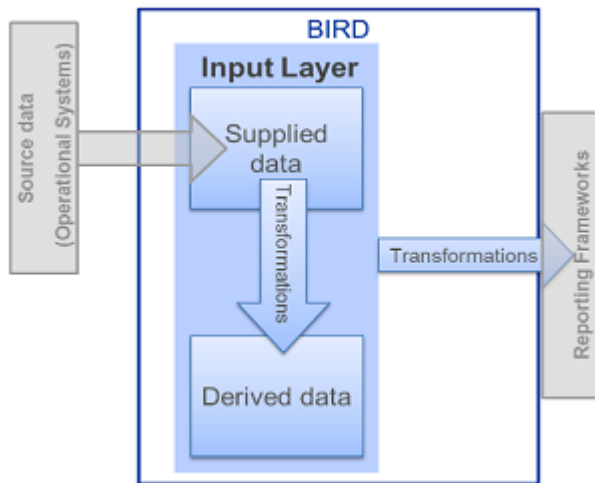 BIRD
Input Layer
Source data
(Operational Systems)
Supplied
data
Transformations
Transformations
Derived data
Reporting Frameworks